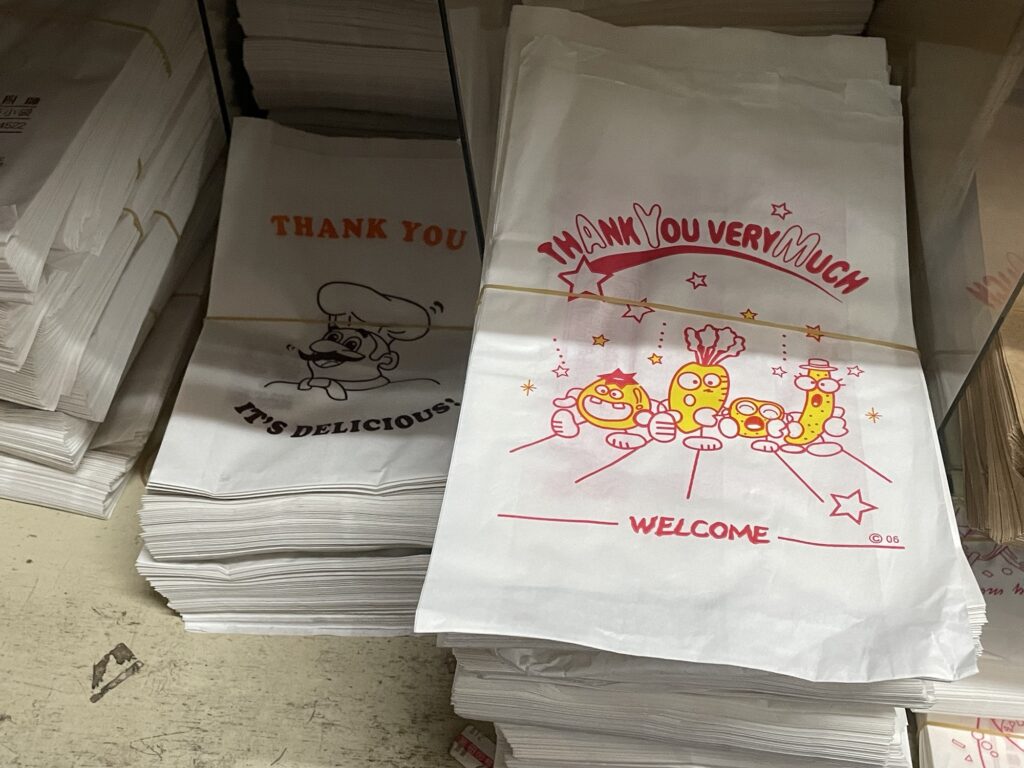 THANK YOU
IT'S DELICIOUS!
THANK YOU VERY MUCH
WELCOME
© 06